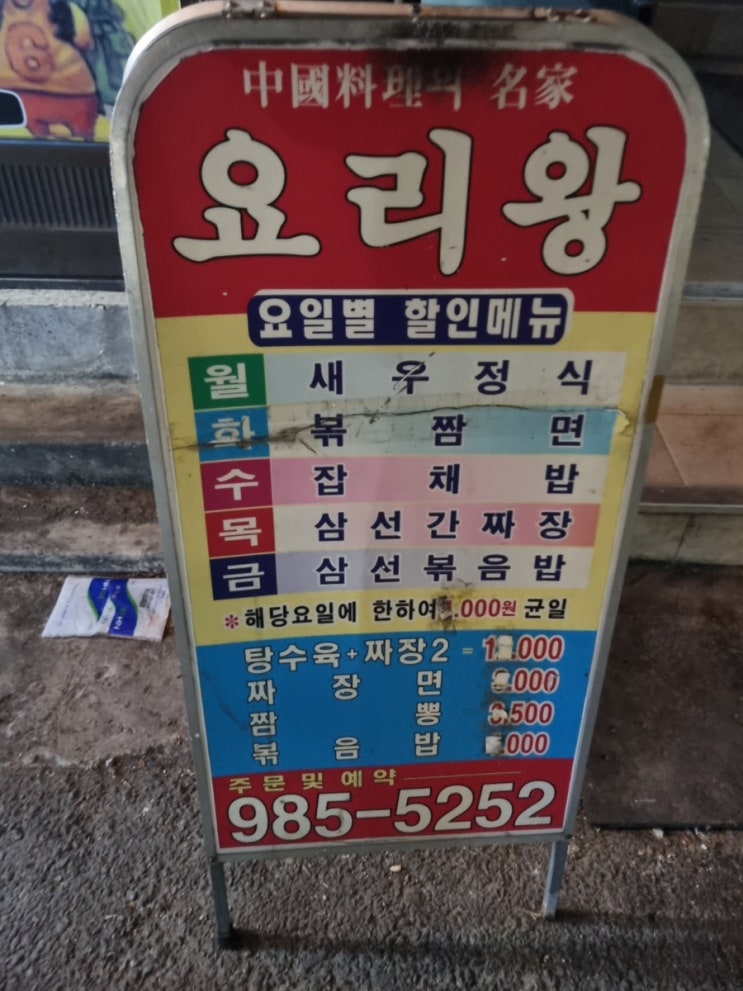 中國料理의 名家
요리왕
요일별 할인메뉴
월 새우정식
화 볶짬면
수 잡채밥
목 삼선간짜장
금 삼선볶음밥
*해당요일에 한하여 .000원 균일
탕수육+짜장2 =
짜장면
짬뽕
볶음밥
주문 및 예약
985-5252